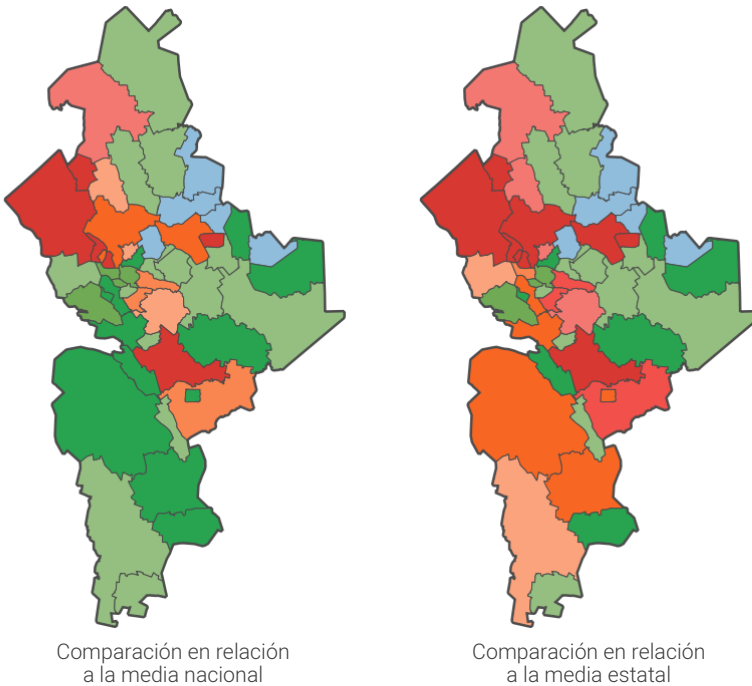 Comparación en relación
a la media nacional
Comparación en relación
a la media estatal